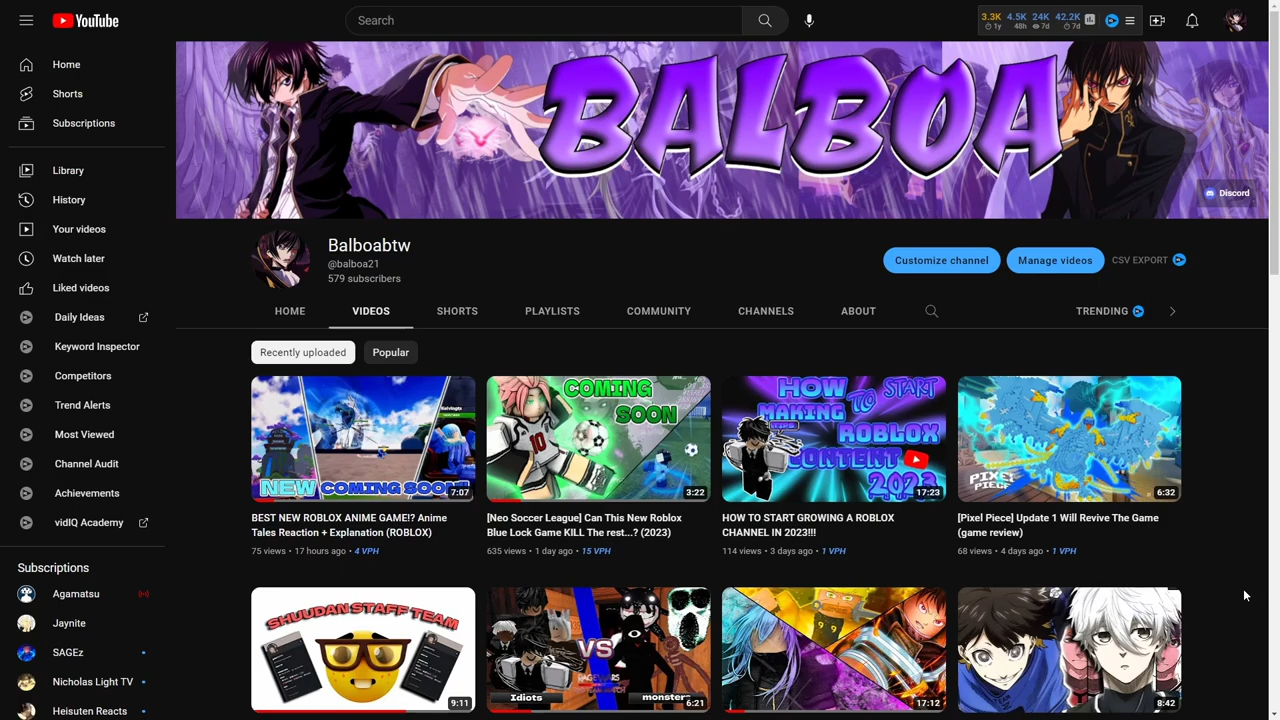 YouTube
Search
3.3K 4.5K 24K 42.2K
1y 48h 7d 7d
Home
Shorts
Subscriptions
Library
History
Your videos
Watch later
Liked videos
Daily Ideas
Keyword Inspector
Competitors
Trend Alerts
Most Viewed
Channel Audit
Achievements
vidIQ Academy
Subscriptions
Agamatsu
Jaynite
SAGEz
Nicholas Light TV
Heisuten Reacts
BALBOA
Discord
Balboabtw
@balboa21
579 subscribers
Customize channel
Manage videos
CSV EXPORT
HOME
VIDEOS
SHORTS
PLAYLISTS
COMMUNITY
CHANNELS
ABOUT
TRENDING
Recently uploaded
Popular
NEW COMING SOON
7:07
BEST NEW ROBLOX ANIME GAME!? Anime
Tales Reaction + Explanation (ROBLOX)
75 views • 17 hours ago • 4 VPH
COMING
SOON
10
3:22
[Neo Soccer League] Can This New Roblox
Blue Lock Game KILL The rest...? (2023)
635 views • 1 day ago • 15 VPH
HOW TO START
MAKING
ROBLOX
CONTENT
2023
17:23
HOW TO START GROWING A ROBLOX
CHANNEL IN 2023!!!
114 views • 3 days ago • 1 VPH
PIXEL
PIECE
6:32
[Pixel Piece] Update 1 Will Revive The Game
(game review)
68 views • 4 days ago • 1 VPH
SHUUDAN STAFF TEAM
9:11
VS
Idiots
monsters
6:21
17:12
8:42